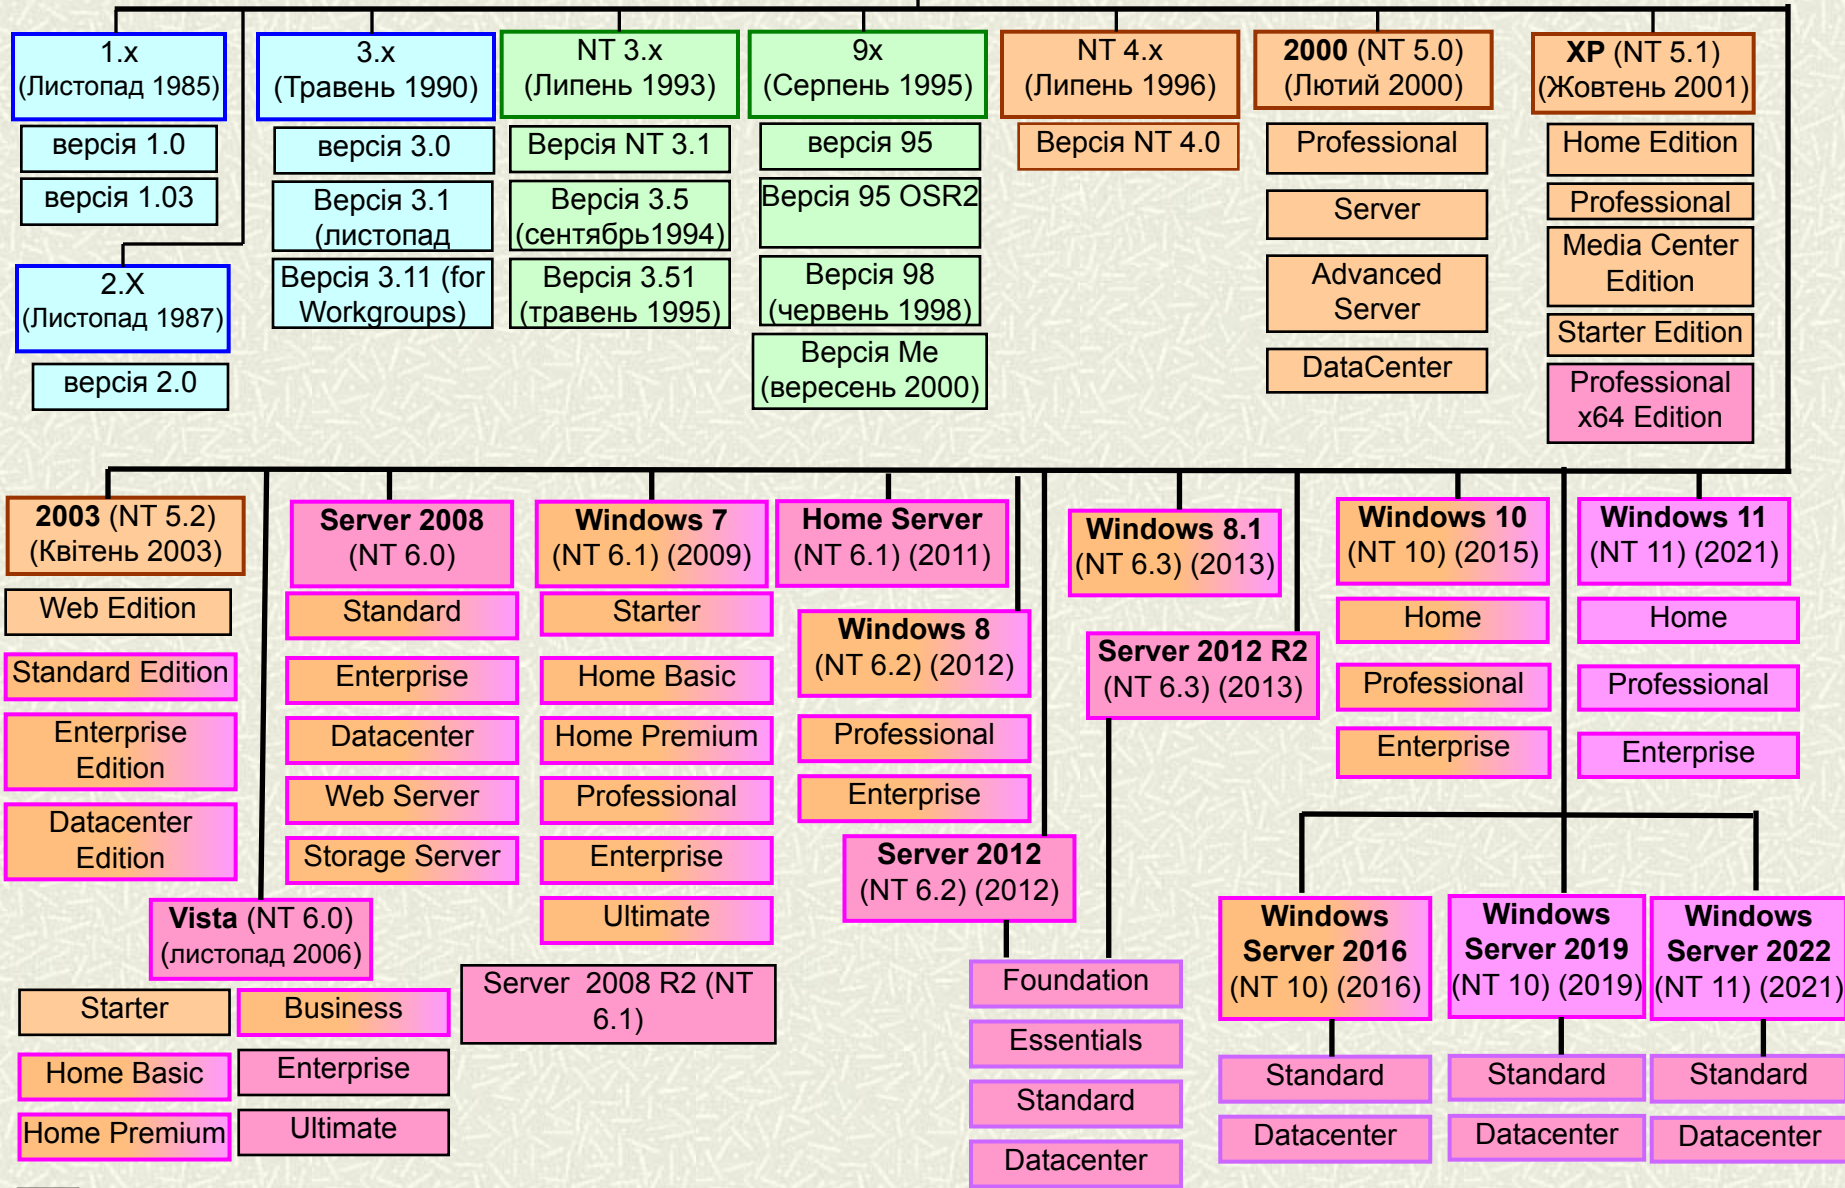 1.x
(Листопад 1985)
версія 1.0
версія 1.03
2.X
(Листопад 1987)
версія 2.0
3.x
(Травень 1990)
версія 3.0
Версія 3.1
(листопад
Версія 3.11 (for
Workgroups)
NT 3.x
(Липень 1993)
Версія NT 3.1
Версія 3.5
(сентябрь1994)
Версія 3.51
(травень 1995)
9x
(Серпень 1995)
версія 95
Версія 95 OSR2
Версія 98
(червень 1998)
Версія Me
(вересень 2000)
NT 4.x
(Липень 1996)
Версія NT 4.0
2000 (NT 5.0)
(Лютий 2000)
Professional
Server
Advanced
Server
DataCenter
XP (NT 5.1)
(Жовтень 2001)
Home Edition
Professional
Media Center
Edition
Starter Edition
Professional
x64 Edition
2003 (NT 5.2)
(Квітень 2003)
Web Edition
Standard Edition
Enterprise
Edition
Datacenter
Edition
Vista (NT 6.0)
(листопад 2006)
Starter
Home Basic
Home Premium
Business
Enterprise
Ultimate
Server 2008
(NT 6.0)
Standard
Enterprise
Datacenter
Web Server
Storage Server
Windows 7
(NT 6.1) (2009)
Starter
Home Basic
Home Premium
Professional
Enterprise
Ultimate
Server 2008 R2 (NT
6.1)
Home Server
(NT 6.1) (2011)
Windows 8
(NT 6.2) (2012)
Professional
Enterprise
Server 2012
(NT 6.2) (2012)
Windows 8.1
(NT 6.3) (2013)
Server 2012 R2
(NT 6.3) (2013)
Foundation
Essentials
Standard
Datacenter
Windows 10
(NT 10) (2015)
Home
Professional
Enterprise
Windows 11
(NT 11) (2021)
Home
Professional
Enterprise
Windows
Server 2016
(NT 10) (2016)
Standard
Datacenter
Windows
Server 2019
(NT 10) (2019)
Standard
Datacenter
Windows
Server 2022
(NT 11) (2021)
Standard
Datacenter